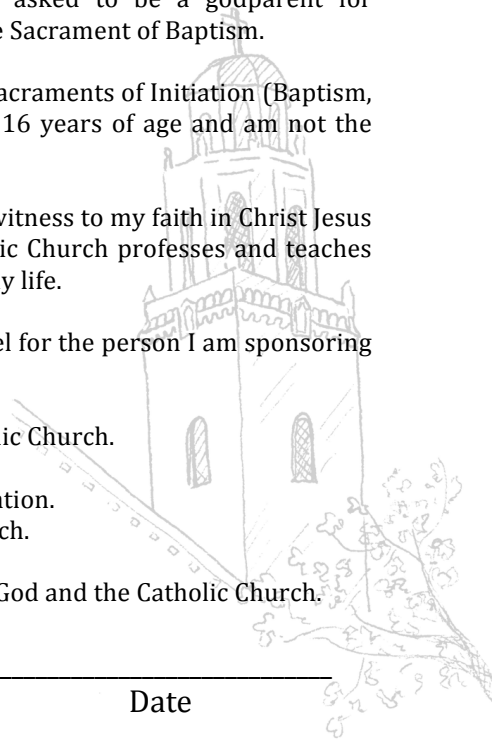 asked to be a godparent for
Sacrament of Baptism.
acraments of Initiation (Baptism,
16 years of age and am not the
witness to my faith in Christ Jesus
ic Church professes and teaches
y life.
el for the person I am sponsoring
lic Church.
ation.
ch.
God and the Catholic Church.
Date